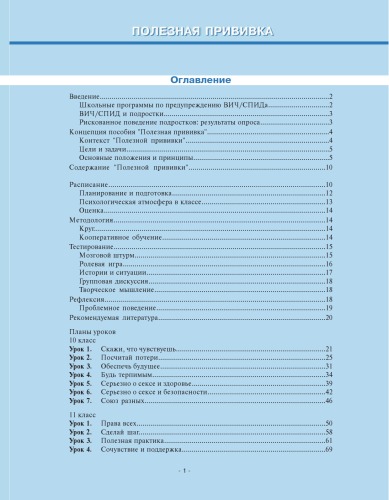 ПОЛЕЗНАЯ ПРИВИВКА
Оглавление
Введение....................2
Школьные программы по предупреждению ВИЧ/СПИДа....................2
ВИЧ/СПИД и подростки....................3
Рискованное поведение подростков: результаты опроса....................3
Концепция пособия "Полезная прививка"....................4
Контекст "Полезной прививки"....................4
Цели и задачи....................5
Основные положения и принципы....................5
Содержание "Полезной прививки"....................10
Расписание....................10
Планирование и подготовка....................12
Психологическая атмосфера в классе....................13
Оценка....................14
Методология....................14
Круг....................14
Кооперативное обучение....................14
Тестирование....................15
Мозговой штурм....................15
Ролевая игра....................16
Истории и ситуации....................17
Групповая дискуссия....................18
Творческое мышление....................18
Рефлексия....................18
Проблемное поведение....................19
Рекомендуемая литература....................20
Планы уроков
10 класс
Урок 1. Скажи, что чувствуешь....................21
Урок 2. Посчитай потери....................25
Урок 3. Обеспечь будущее....................31
Урок 4. Будь терпимым....................34
Урок 5. Серьезно о сексе и здоровье....................39
Урок 6. Серьезно о сексе и безопасности....................42
Урок 7. Союз разных....................46
11 класс
Урок 1. Права всех....................50
Урок 2. Сделай шаг....................58
Урок 3. Полезная практика....................61
Урок 4. Сочувствие и поддержка....................69
- 1 -